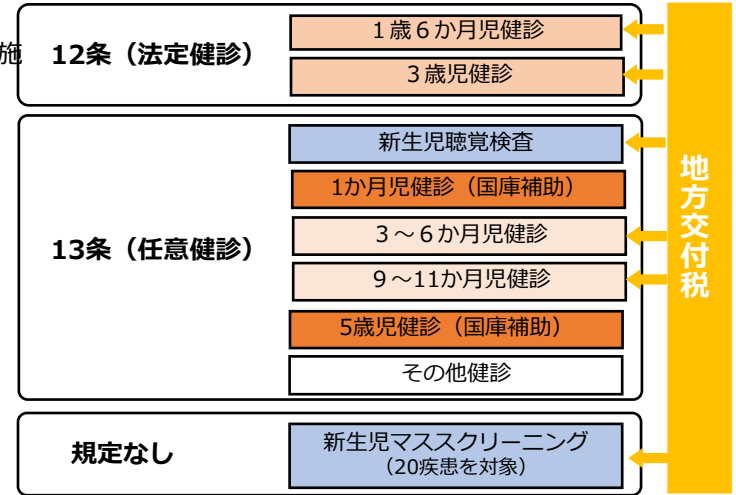 施
12条（法定健診）
１歳６か月児健診
３歳児健診
13条（任意健診）
新生児聴覚検査
1か月児健診（国庫補助）
３～６か月児健診
９～11か月児健診
5歳児健診（国庫補助）
その他健診
規定なし
新生児マススクリーニング
（20疾患を対象）
地方交付税